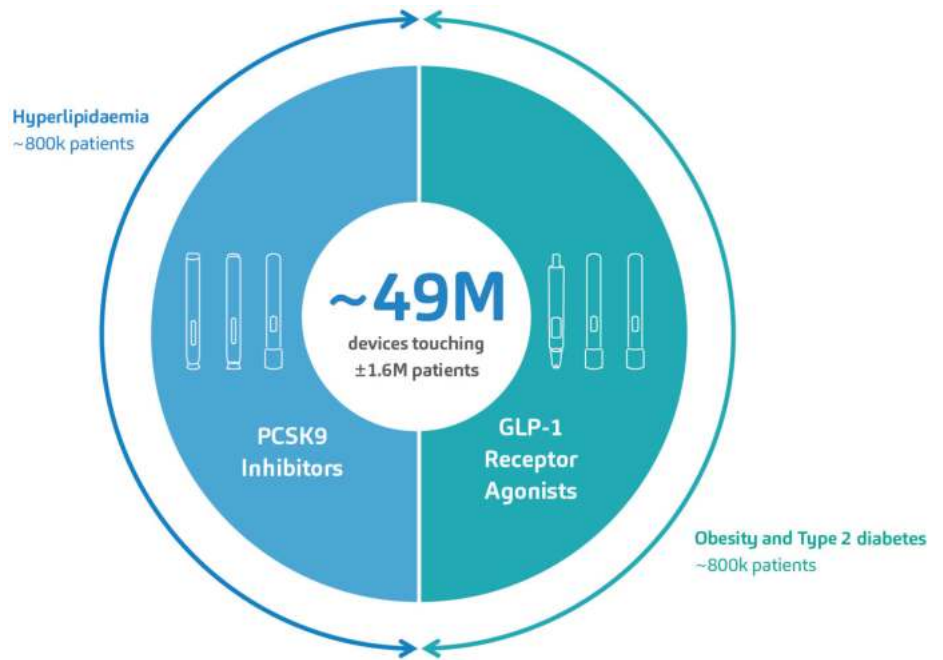 Hyperlipidaemia
~800k patients
~49M
devices touching
±1.6M patients
PCSK9
Inhibitors
GLP-1
Receptor
Agonists
Obesity and Type 2 diabetes
~800k patients